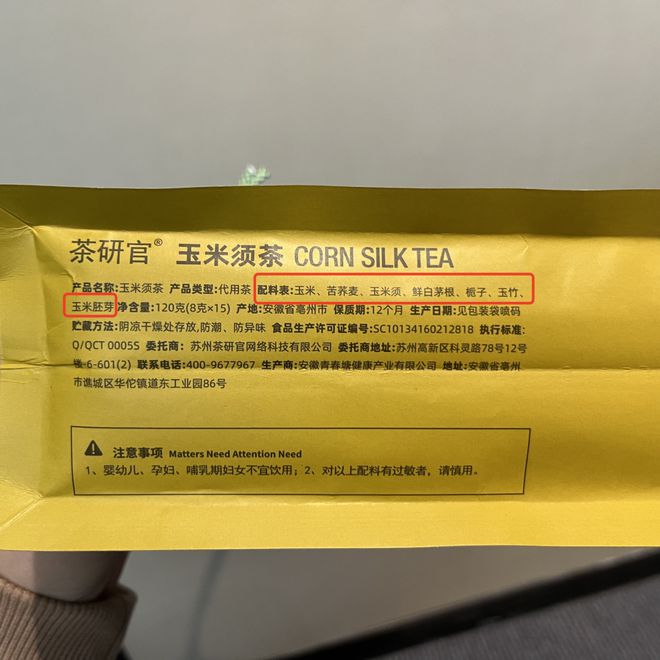 茶研官® 玉米须茶 CORN SILK TEA
产品名称:玉米须茶 产品类型:代用茶 配料表:玉米、苦荞麦、玉米须、鲜白茅根、栀子、玉竹、
玉米胚芽 净含量:120克(8克×15) 产地:安徽省亳州市 保质期:12个月 生产日期:见包装袋喷码
贮藏方法:阴凉干燥处存放,防潮、防异味 食品生产许可证编号:SC10134160212818 执行标准:
Q/QCT 0005S 委托商:苏州茶研官网络科技有限公司 委托商地址:苏州高新区科灵路78号12号
楼-6-601(2) 联系电话:400-9677967 生产商:安徽青春塘健康产业有限公司 地址:安徽省亳州
市谯城区华佗镇道东工业园86号
注意事项 Matters Need Attention Need
1、婴幼儿、孕妇、哺乳期妇女不宜饮用；2、对以上配料有过敏者，请慎用。